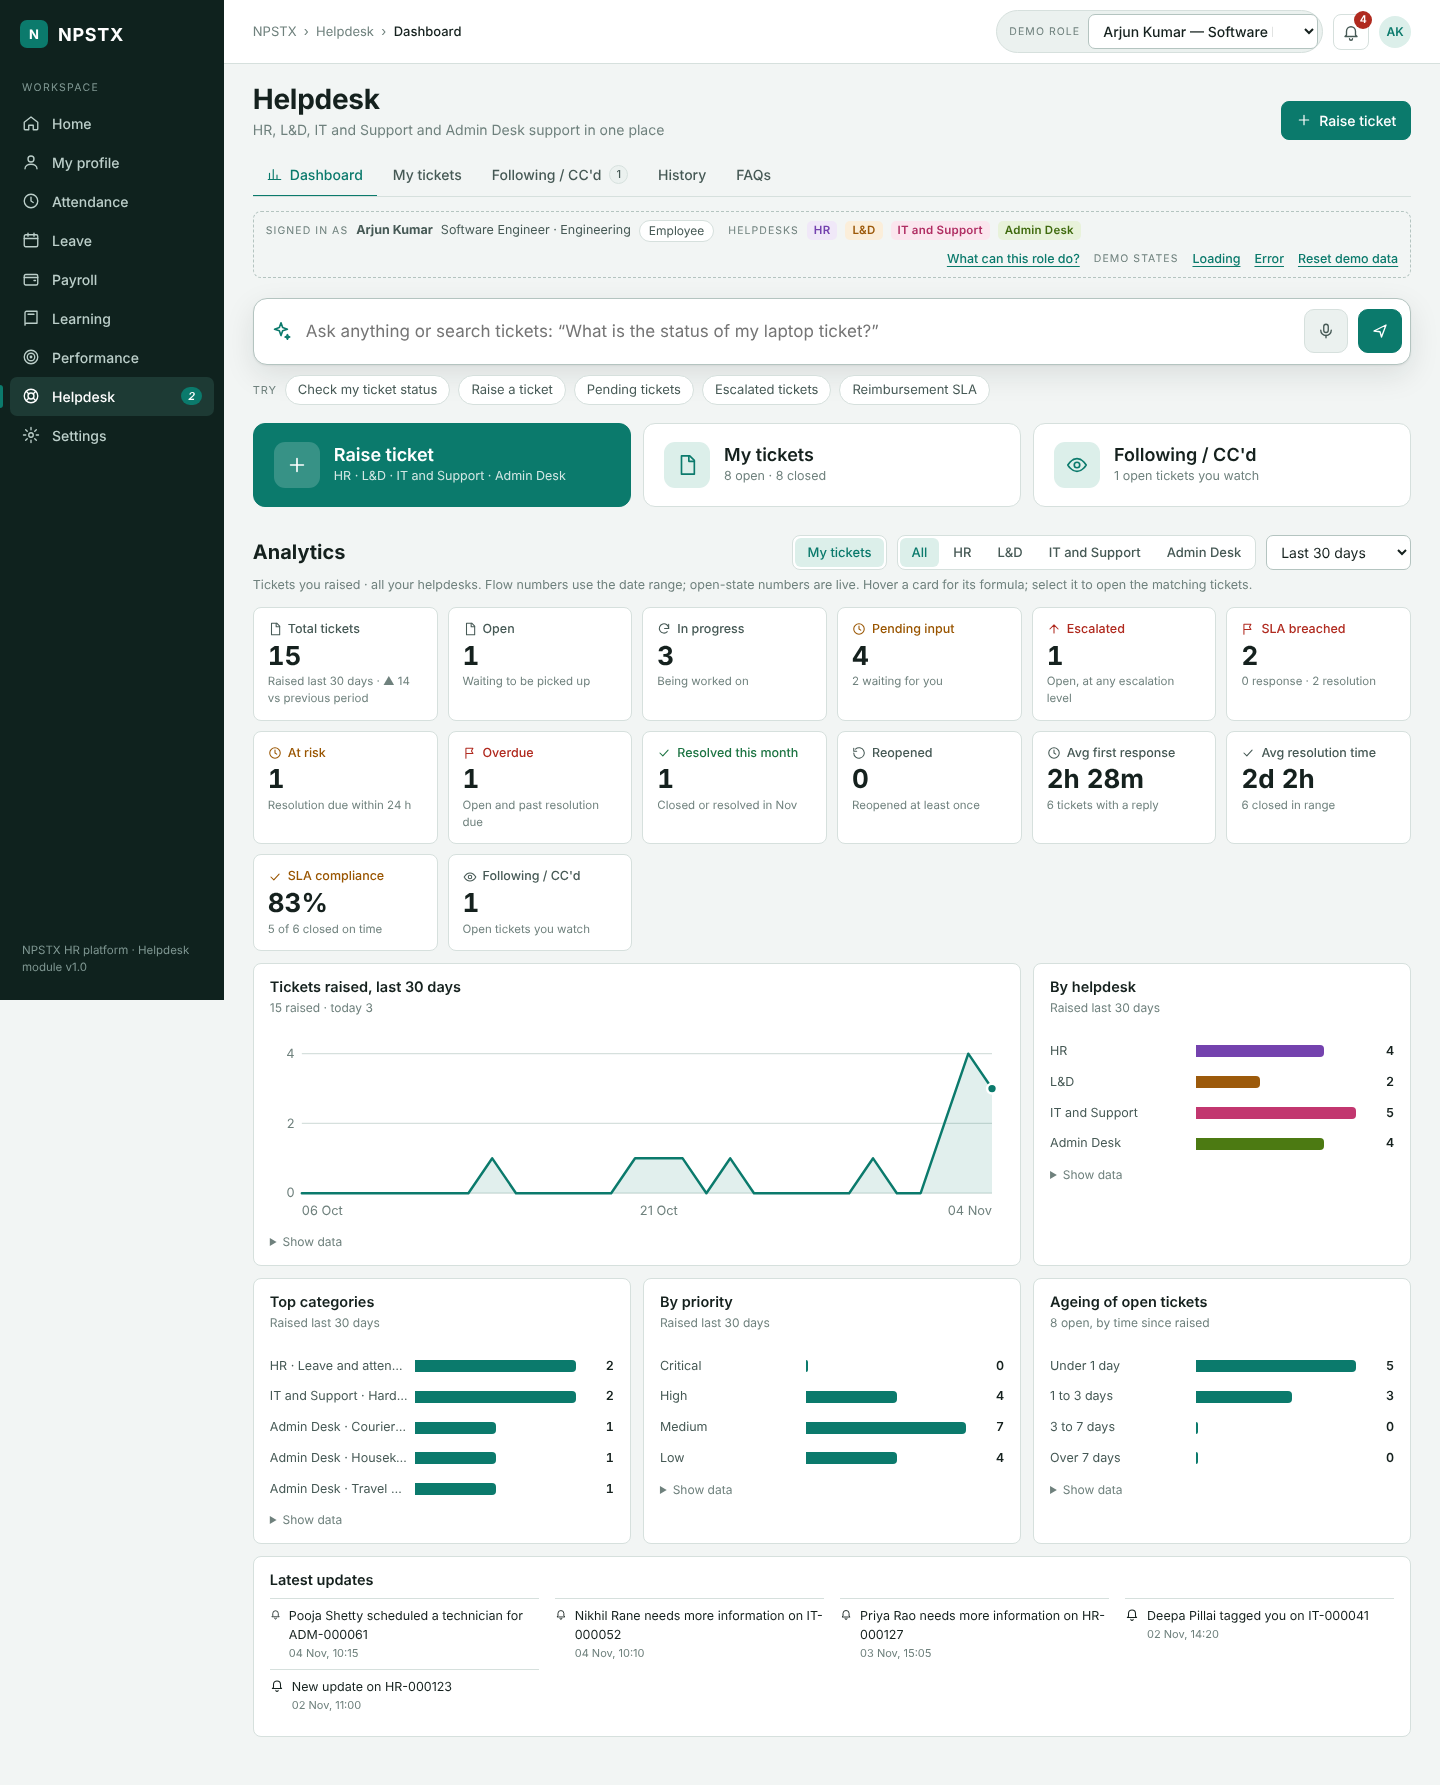 N NPSTX
WORKSPACE
Home
My profile
Attendance
Leave
Payroll
Learning
Performance
Helpdesk 2
Settings
NPSTX HR platform · Helpdesk
module v1.0
NPSTX › Helpdesk › Dashboard
DEMO ROLE Arjun Kumar — Software
4
AK
Helpdesk
HR, L&D, IT and Support and Admin Desk support in one place
+ Raise ticket
Dashboard My tickets Following / CC'd 1 History FAQs
SIGNED IN AS Arjun Kumar Software Engineer · Engineering Employee HELPDESKS HR L&D IT and Support Admin Desk
What can this role do? DEMO STATES Loading Error Reset demo data
Ask anything or search tickets: “What is the status of my laptop ticket?”
TRY Check my ticket status Raise a ticket Pending tickets Escalated tickets Reimbursement SLA
Raise ticket
HR · L&D · IT and Support · Admin Desk
My tickets
8 open · 8 closed
Following / CC'd
1 open tickets you watch
Analytics
My tickets All HR L&D IT and Support Admin Desk Last 30 days
Tickets you raised · all your helpdesks. Flow numbers use the date range; open-state numbers are live. Hover a card for its formula; select it to open the matching tickets.
Total tickets
15
Raised last 30 days · ▲ 14
vs previous period
Open
1
Waiting to be picked up
In progress
3
Being worked on
Pending input
4
2 waiting for you
Escalated
1
Open, at any escalation
level
SLA breached
2
0 response · 2 resolution
At risk
1
Resolution due within 24 h
Overdue
1
Open and past resolution
due
Resolved this month
1
Closed or resolved in Nov
Reopened
0
Reopened at least once
Avg first response
2h 28m
6 tickets with a reply
Avg resolution time
2d 2h
6 closed in range
SLA compliance
83%
5 of 6 closed on time
Following / CC'd
1
Open tickets you watch
Tickets raised, last 30 days
15 raised · today 3
4
2
0
06 Oct 21 Oct 04 Nov
▶ Show data
By helpdesk
Raised last 30 days
HR 4
L&D 2
IT and Support 5
Admin Desk 4
▶ Show data
Top categories
Raised last 30 days
HR · Leave and atten... 2
IT and Support · Hard... 2
Admin Desk · Courier... 1
Admin Desk · Housek... 1
Admin Desk · Travel ... 1
▶ Show data
By priority
Raised last 30 days
Critical 0
High 4
Medium 7
Low 4
▶ Show data
Ageing of open tickets
8 open, by time since raised
Under 1 day 5
1 to 3 days 3
3 to 7 days 0
Over 7 days 0
▶ Show data
Latest updates
Pooja Shetty scheduled a technician for
ADM-000061
04 Nov, 10:15
Nikhil Rane needs more information on IT-
000052
04 Nov, 10:10
Priya Rao needs more information on HR-
000127
03 Nov, 15:05
Deepa Pillai tagged you on IT-000041
02 Nov, 14:20
New update on HR-000123
02 Nov, 11:00